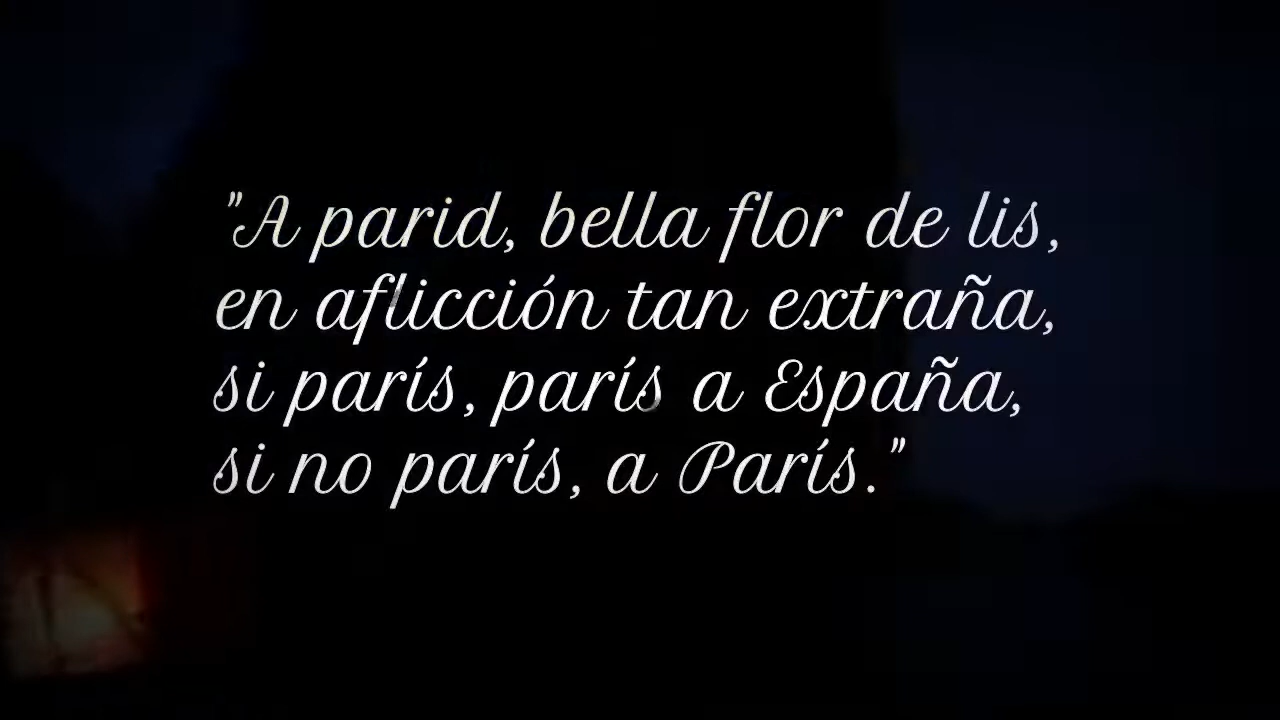 "A parid, bella flor de lis,
en aflicción tan extraña,
si parís, parís a España,
si no parís, a París."